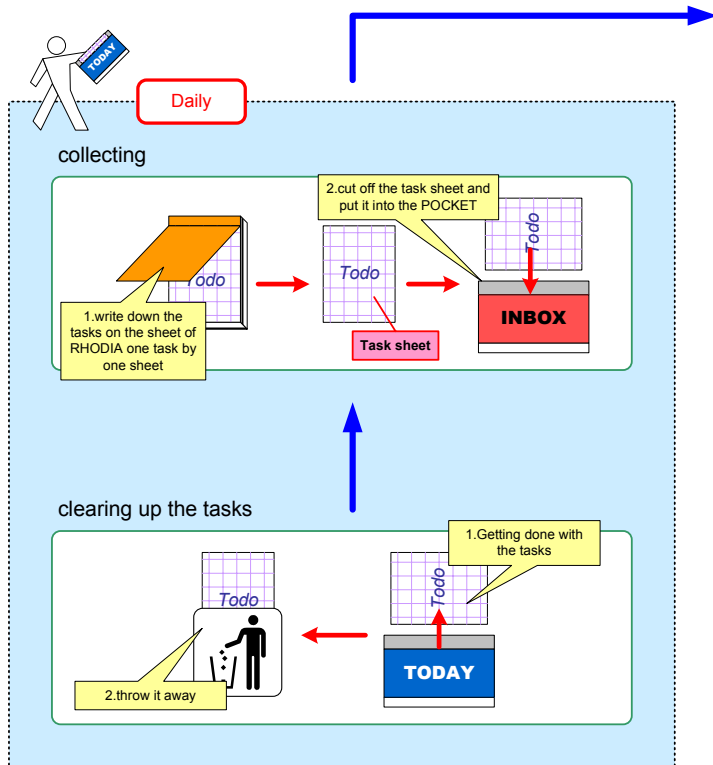 TODAY
Daily
collecting
2.cut off the task sheet and
put it into the POCKET
Todo
Todo
Todo
1.write down the
tasks on the sheet of
RHODIA one task by
one sheet
Task sheet
INBOX
clearing up the tasks
1.Getting done with
the tasks
Todo
Todo
2.throw it away
TODAY